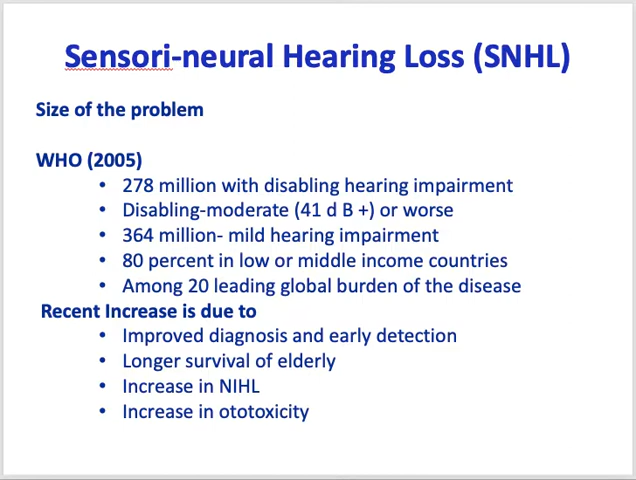 Sensori-neural Hearing Loss (SNHL)
Size of the problem
WHO (2005)
• 278 million with disabling hearing impairment
• Disabling-moderate (41 d B +) or worse
• 364 million- mild hearing impairment
• 80 percent in low or middle income countries
• Among 20 leading global burden of the disease
Recent Increase is due to
• Improved diagnosis and early detection
• Longer survival of elderly
• Increase in NIHL
• Increase in ototoxicity